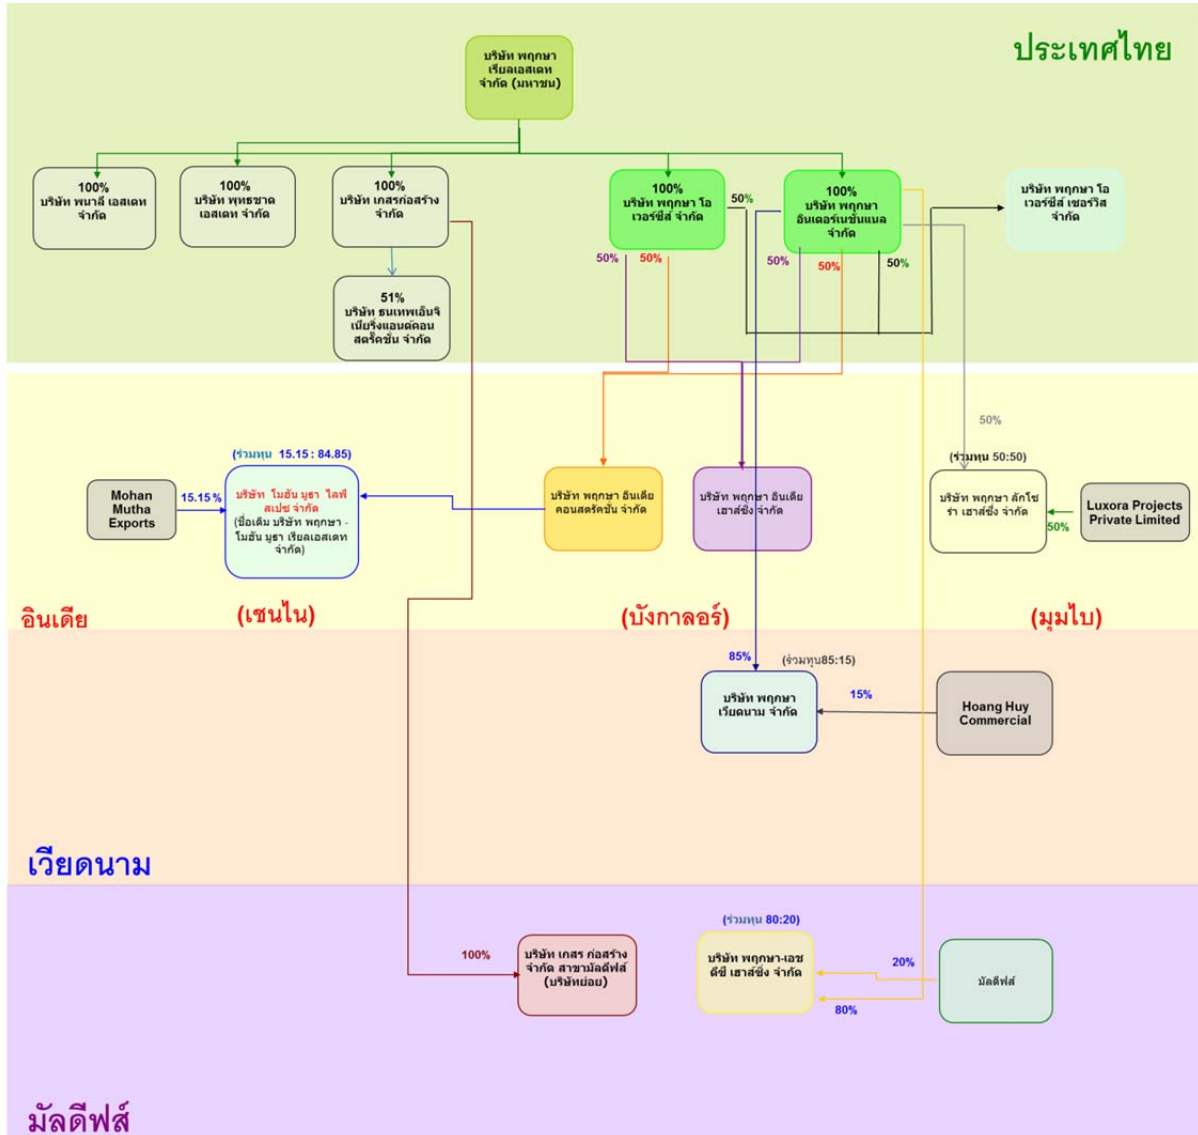 ประเทศไทย
บริษัท พฤกษา
เรียลเอสเตท
จำกัด (มหาชน)
100%
บริษัท พนาลี เอสเตท
จำกัด
100%
บริษัท พุทธชาด
เอสเตท จำกัด
100%
บริษัท เกสรก่อสร้าง
จำกัด
100%
บริษัท พฤกษา โอ
เวอร์ซีส์ จำกัด
50%
100%
บริษัท พฤกษา
อินเตอร์เนชั่นแนล
จำกัด
บริษัท พฤกษา โอ
เวอร์ซีส์ เซอร์วิส
จำกัด
50%
50%
50%
50%
50%
51%
บริษัท ธนเทพเอ็นจิ
เนียริ่งแอนด์คอน
สตรั๊คชั่น จำกัด
50%
(ร่วมทุน 15.15 : 84.85)
(ร่วมทุน 50:50)
Mohan
Mutha
Exports
15.15 %
บริษัท โมฮัน มูธา ไลฟ์
สเปซ จำกัด
(ชื่อเดิม บริษัท พฤกษา -
โมฮัน มูธา เรียลเอสเตท
จำกัด)
บริษัท พฤกษา อินเดีย
คอนสตรัคชั่น จำกัด
บริษัท พฤกษา อินเดีย
เฮาส์ซิ่ง จำกัด
บริษัท พฤกษา ลักโซ
ร่า เฮาส์ซิ่ง จำกัด
50%
Luxora Projects
Private Limited
อินเดีย
(เชนไน)
(บังกาลอร์)
(มุมไบ)
85%
(ร่วมทุน85:15)
บริษัท พฤกษา
เวียดนาม จำกัด
15%
Hoang Huy
Commercial
เวียดนาม
(ร่วมทุน 80:20)
100%
บริษัท เกสร ก่อสร้าง
จำกัด สาขามัลดีฟส์
(บริษัทย่อย)
บริษัท พฤกษา-เอช
ดีซี เฮาส์ซิ่ง จำกัด
20%
80%
มัลดีฟส์
มัลดีฟส์